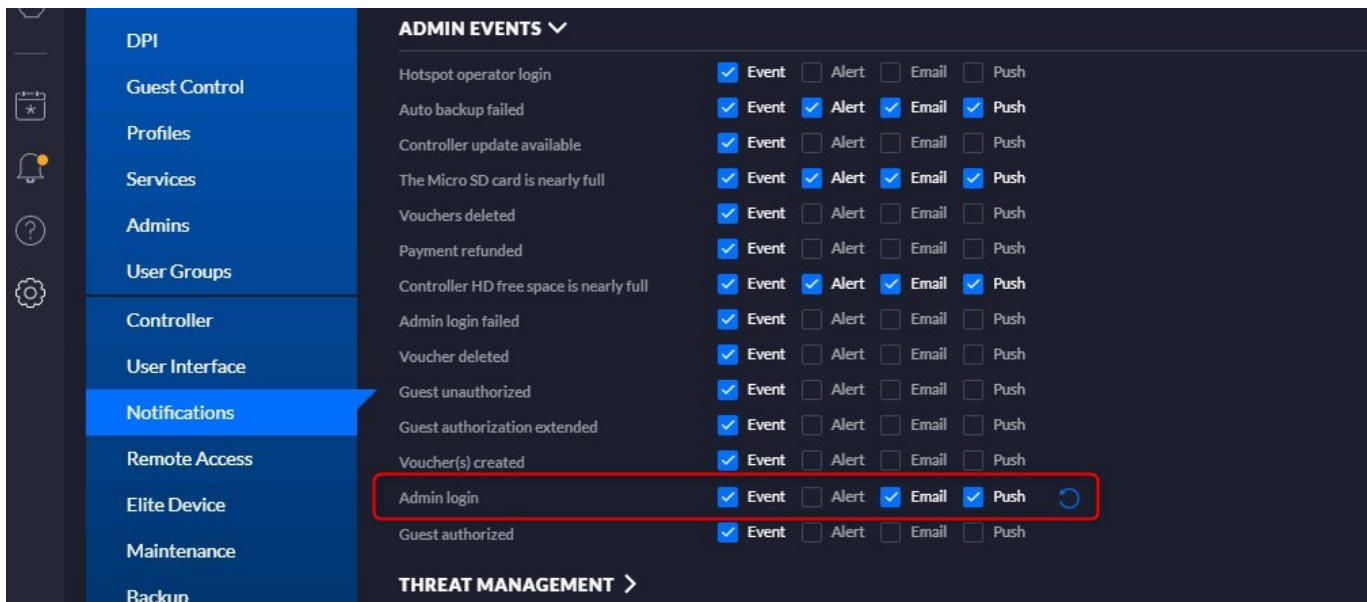 DPI
Guest Control
Profiles
Services
Admins
User Groups
Controller
User Interface
Notifications
Remote Access
Elite Device
Maintenance
Backup
ADMIN EVENTS
Hotspot operator login Event Alert Email Push
Auto backup failed Event Alert Email Push
Controller update available Event Alert Email Push
The Micro SD card is nearly full Event Alert Email Push
Vouchers deleted Event Alert Email Push
Payment refunded Event Alert Email Push
Controller HD free space is nearly full Event Alert Email Push
Admin login failed Event Alert Email Push
Voucher deleted Event Alert Email Push
Guest unauthorized Event Alert Email Push
Guest authorization extended Event Alert Email Push
Voucher(s) created Event Alert Email Push
Admin login Event Alert Email Push
Guest authorized Event Alert Email Push
THREAT MANAGEMENT